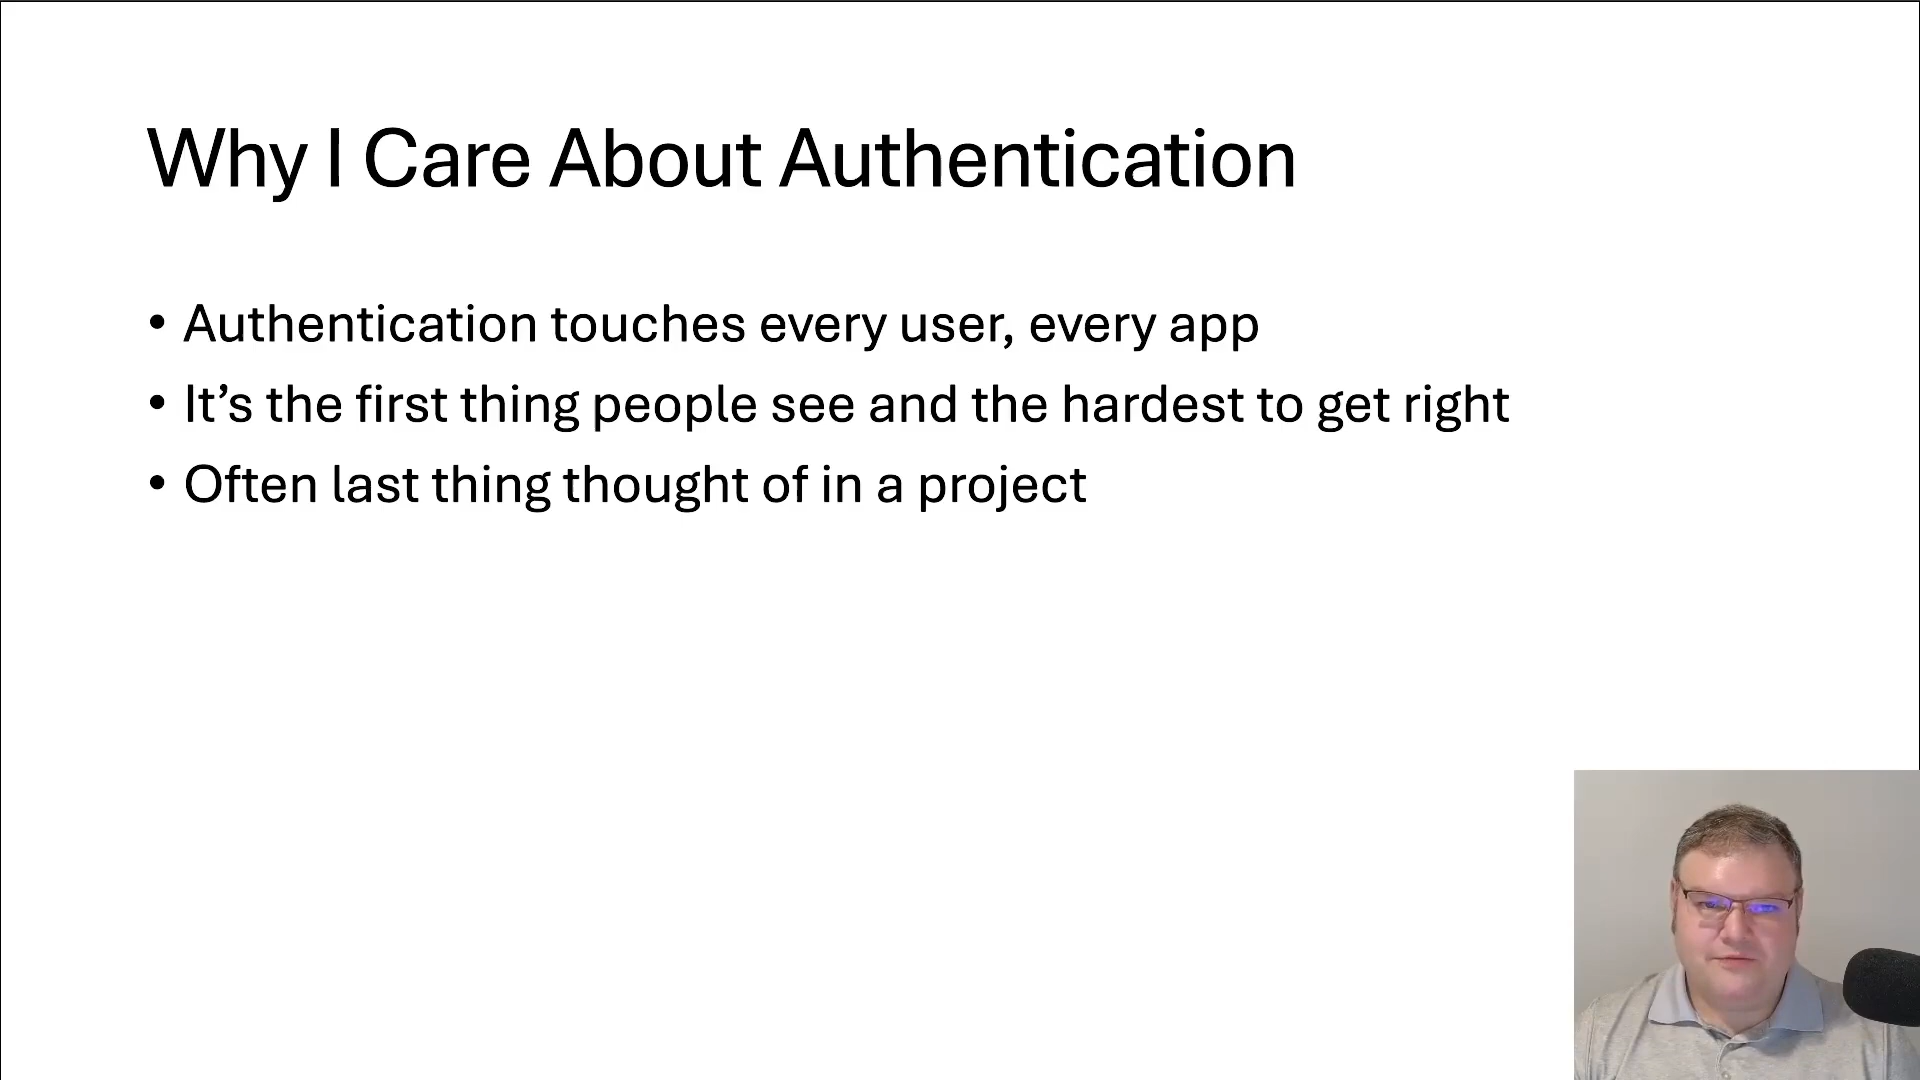 Why I Care About Authentication
• Authentication touches every user, every app
• It’s the first thing people see and the hardest to get right
• Often last thing thought of in a project